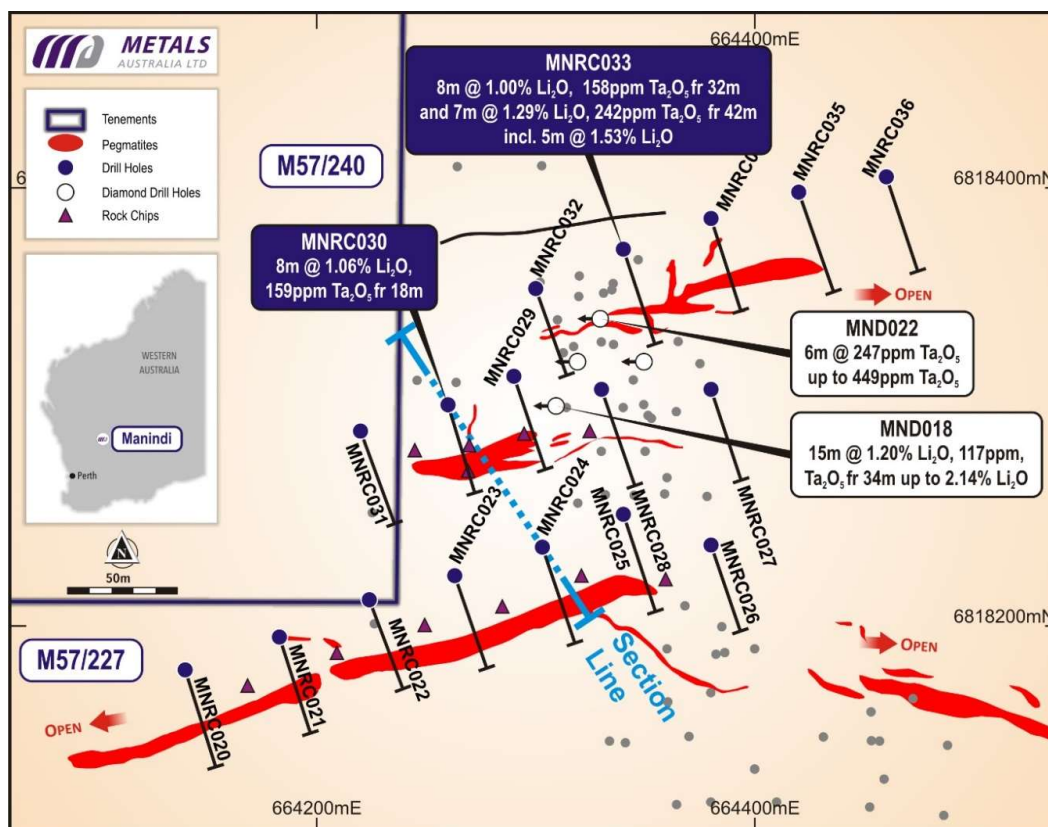 METALS
AUSTRALIA LTD
Tenements
Pegmatites
Drill Holes
Diamond Drill Holes
Rock Chips
WESTERN
AUSTRALIA
Manindi
Perth
N
50m
664400mE
6818400mN
M57/240
MNRC033
8m @ 1.00% Li₂O, 158ppm Ta₂O₅ fr 32m
and 7m @ 1.29% Li₂O, 242ppm Ta₂O₅ fr 42m
incl. 5m @ 1.53% Li₂O
MNRC030
8m @ 1.06% Li₂O,
159ppm Ta₂O₅ fr 18m
MNRC035
MNRC036
MNRC032
MNRC029
OPEN
MND022
6m @ 247ppm Ta₂O₅
up to 449ppm Ta₂O₅
MND018
15m @ 1.20% Li₂O, 117ppm,
Ta₂O₅ fr 34m up to 2.14% Li₂O
MNRC031
MNRC023
MNRC024
MNRC025
MNRC028
MNRC027
MNRC026
6818200mN
MNRC022
MNRC021
MNRC020
M57/227
OPEN
OPEN
Section
Line
664200mE
664400mE